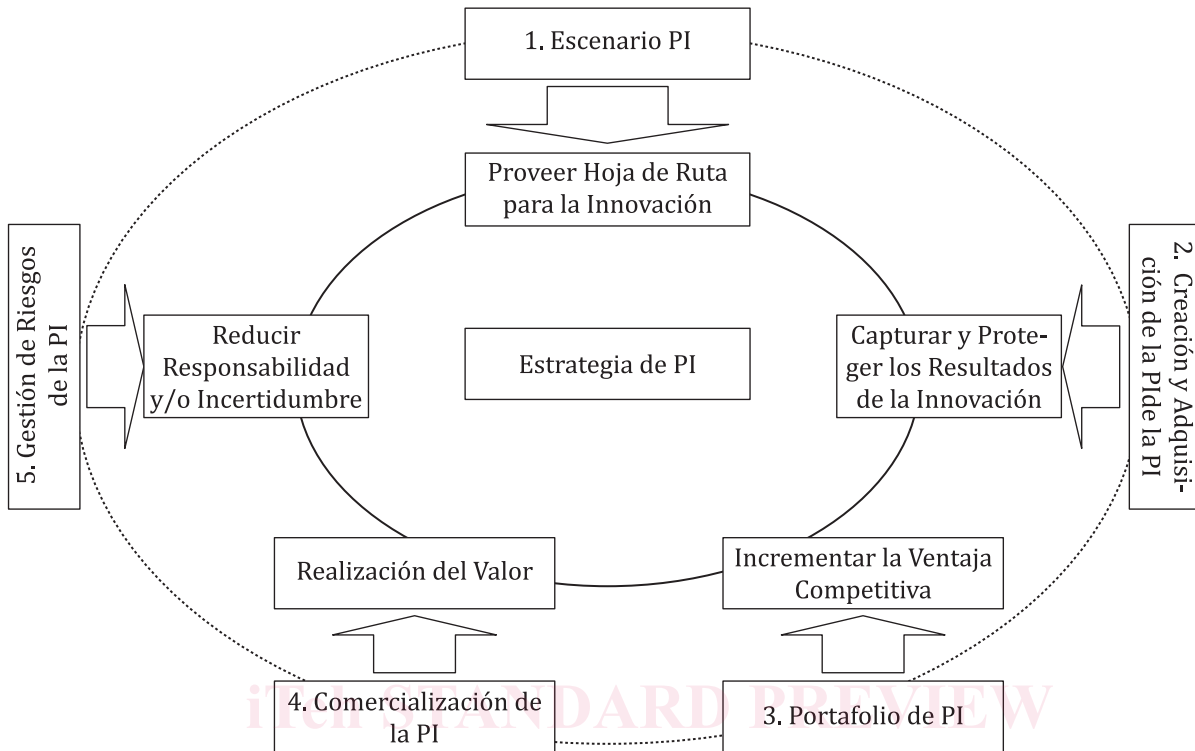 1. Escenario PI
Proveer Hoja de Ruta
para la Innovación
2. Creación y Adquisi-
ción de la PIde la PI
Capturar y Prote-
ger los Resultados
de la Innovación
Estrategia de PI
5. Gestión de Riesgos
de la PI
Reducir
Responsabilidad
y/o Incertidumbre
Realización del Valor
Incrementar la Ventaja
Competitiva
4. Comercialización de
la PI
3. Portafolio de PI
iTeh STANDARD PREVIEW